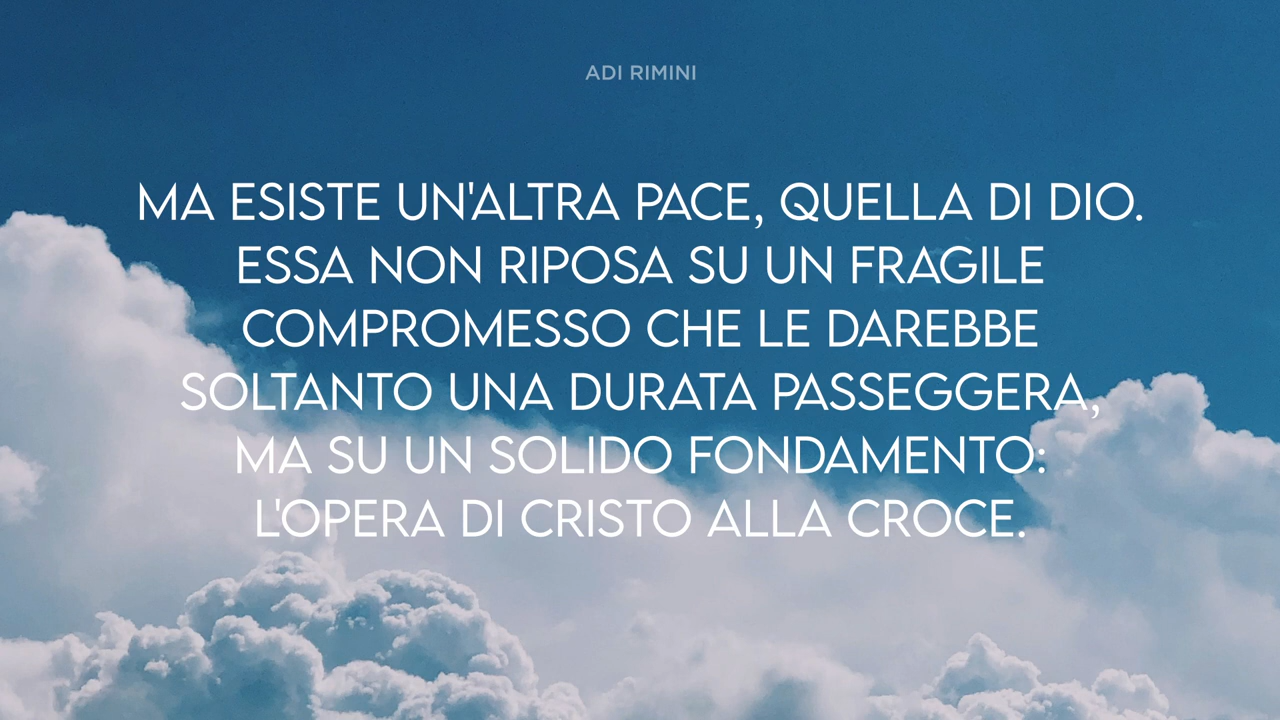 ADI RIMINI
MA ESISTE UN'ALTRA PACE, QUELLA DI DIO.
ESSA NON RIPOSA SU UN FRAGILE
COMPROMESSO CHE LE DAREBBE
SOLTANTO UNA DURATA PASSEGGERA,
MA SU UN SOLIDO FONDAMENTO:
L'OPERA DI CRISTO ALLA CROCE.